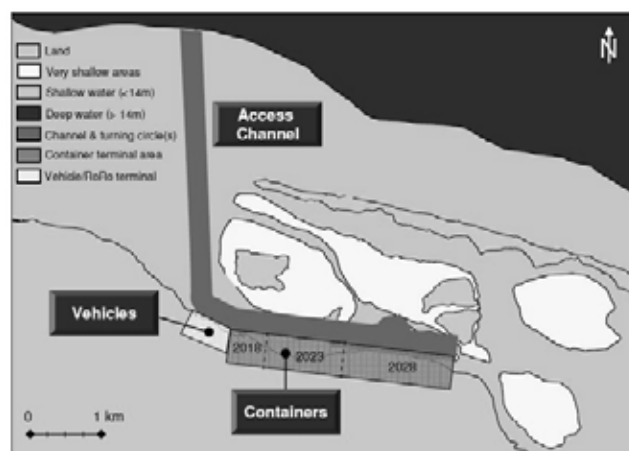 Land
Very shallow areas
Shallow water (<14m)
Deep water (> 14m)
Channel & turning circle(s)
Container terminal area
Vehicle/RoRo terminal
N
Access
Channel
Vehicles
2018
2023
2028
Containers
0 1 km